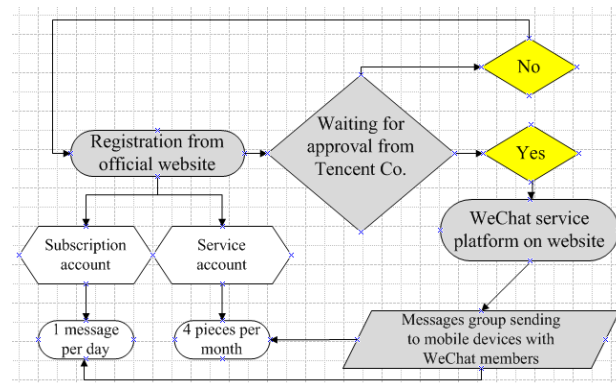 No
Waiting for
approval from
Tencent Co.
Registration from
official website
Yes
WeChat service
platform on website
Subscription
account
Service
account
1 message
per day
4 pieces per
month
Messages group sending
to mobile devices with
WeChat members